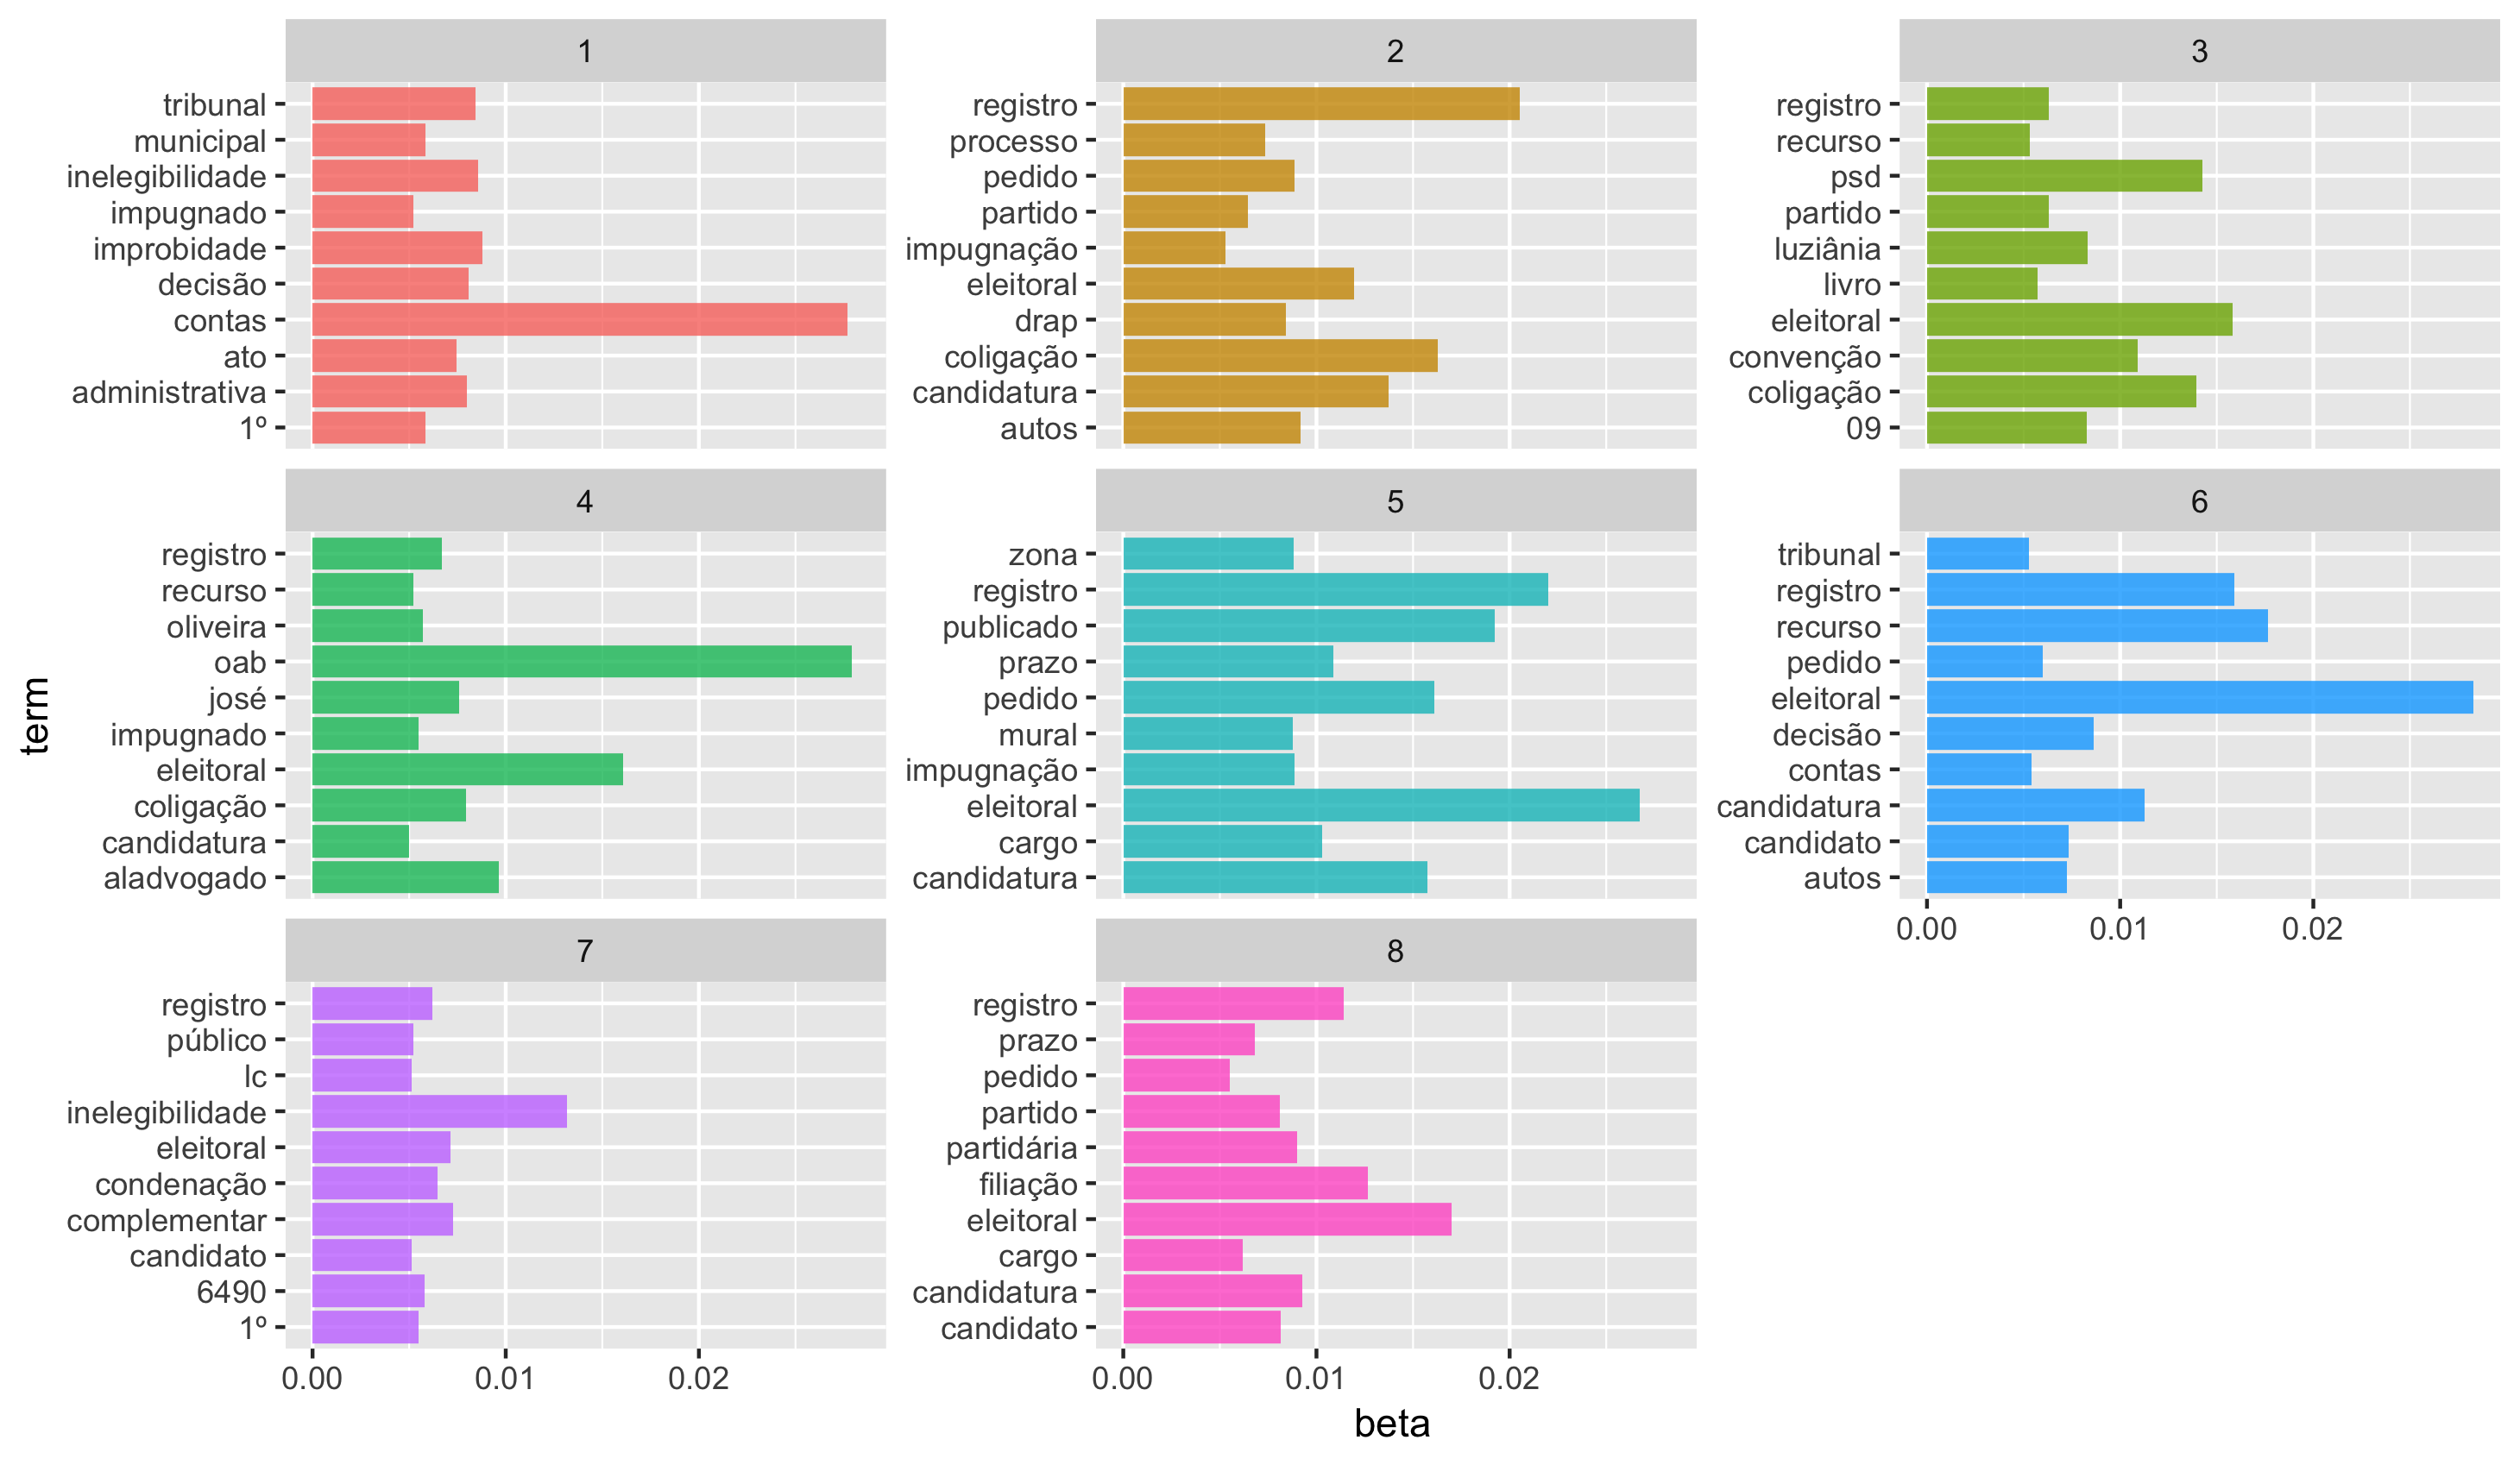 1
tribunal
municipal
inelegibilidade
impugnado
improbidade
decisão
contas
ato
administrativa
1º
2
registro
processo
pedido
partido
impugnação
eleitoral
drap
coligação
candidatura
autos
3
registro
recurso
psd
partido
luziânia
livro
eleitoral
convenção
coligação
09
term
4
registro
recurso
oliveira
oab
josé
impugnado
eleitoral
coligação
candidatura
aladvogado
5
zona
registro
publicado
prazo
pedido
mural
impugnação
eleitoral
cargo
candidatura
6
tribunal
registro
recurso
pedido
eleitoral
decisão
contas
candidatura
candidato
autos
0.00 0.01 0.02
7
registro
público
lc
inelegibilidade
eleitoral
condenação
complementar
candidato
6490
1º
0.00 0.01 0.02
8
registro
prazo
pedido
partido
partidária
filiação
eleitoral
cargo
candidatura
candidato
0.00 0.01 0.02
beta